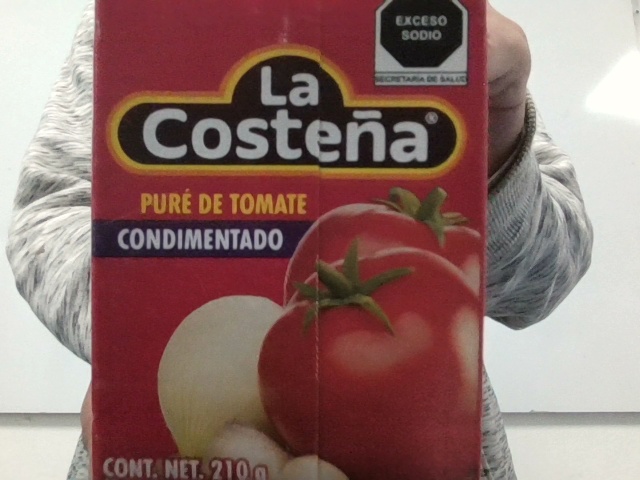 EXCESO
SODIO
SECRETARÍA DE SALUD
La
Costeña®
PURÉ DE TOMATE
CONDIMENTADO
CONT. NET. 210 g